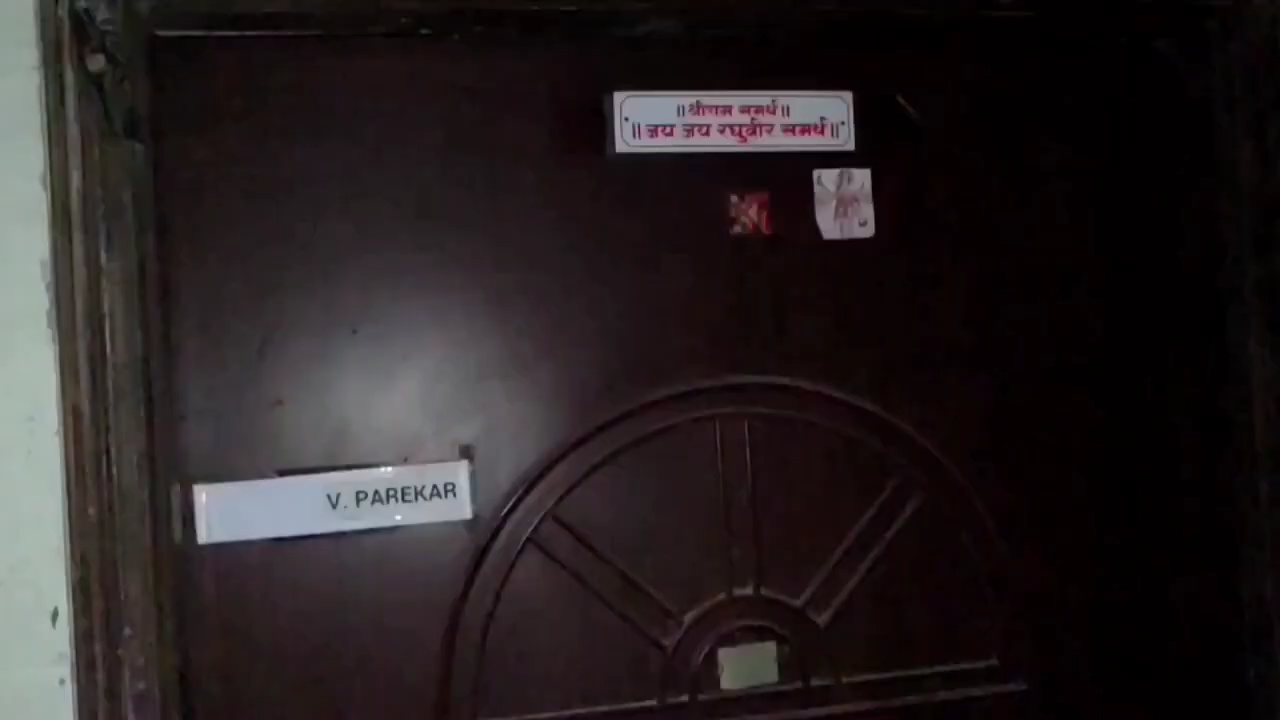 ॥ श्रीराम समर्थ ॥
॥ जय जय रघुवीर समर्थ ॥
V. PAREKAR